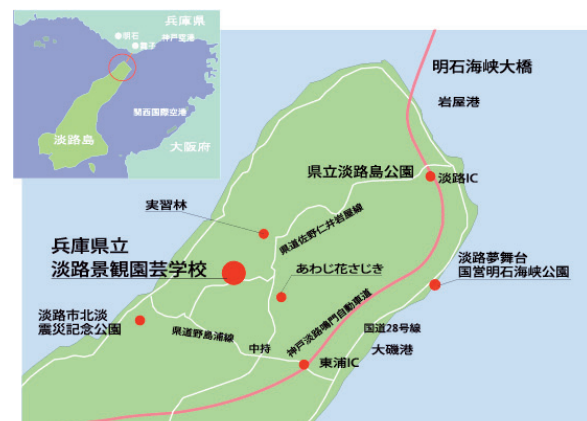 兵庫県
明石
舞子
神戸空港
関西国際空港
淡路島
大阪府
明石海峡大橋
岩屋港
県立淡路島公園
淡路IC
実習林
県道佐野仁井岩屋線
兵庫県立
淡路景観園芸学校
あわじ花さじき
淡路夢舞台
国営明石海峡公園
淡路市北淡
震災記念公園
県道野島浦線
中持
神戸淡路鳴門自動車道
国道28号線
大磯港
東浦IC